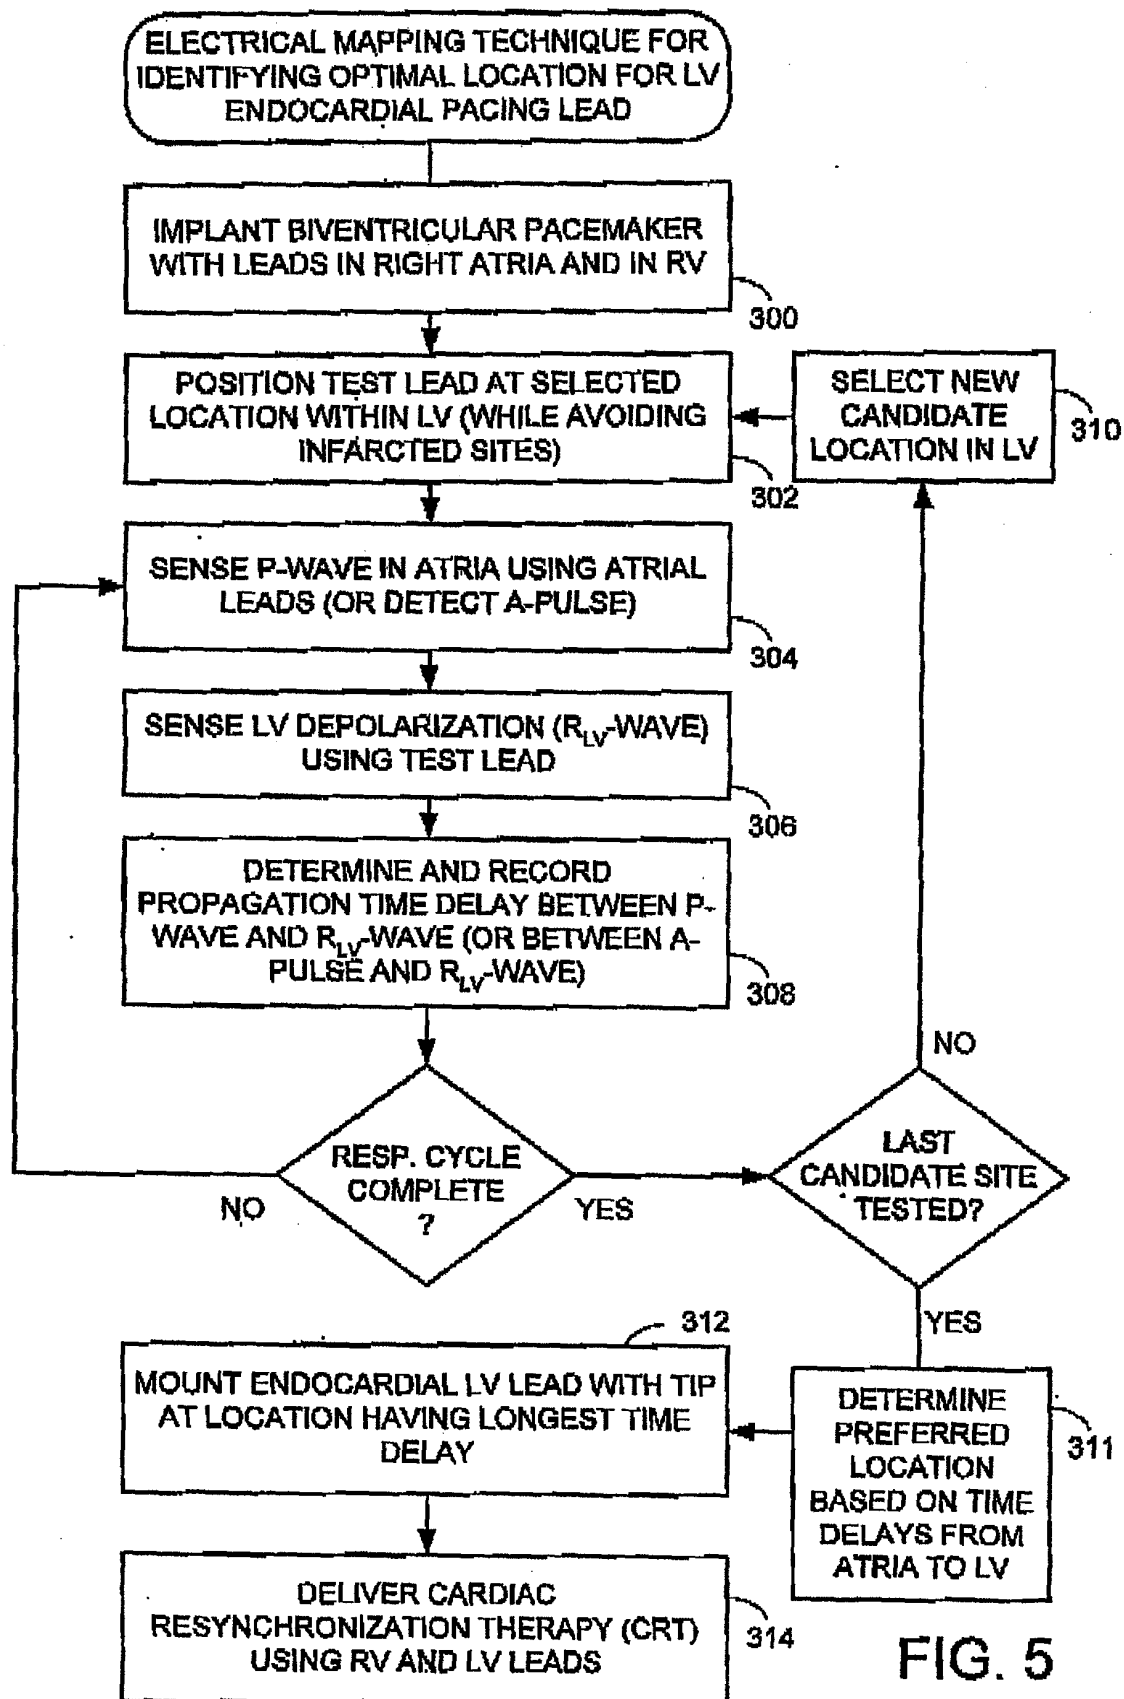 ELECTRICAL MAPPING TECHNIQUE FOR
IDENTIFYING OPTIMAL LOCATION FOR LV
ENDOCARDIAL PACING LEAD
IMPLANT BIVENTRICULAR PACEMAKER
WITH LEADS IN RIGHT ATRIA AND IN RV
300
POSITION TEST LEAD AT SELECTED
LOCATION WITHIN LV (WHILE AVOIDING
INFARCTED SITES)
302
SELECT NEW
CANDIDATE
LOCATION IN LV
310
SENSE P-WAVE IN ATRIA USING ATRIAL
LEADS (OR DETECT A-PULSE)
304
SENSE LV DEPOLARIZATION (RLV-WAVE)
USING TEST LEAD
306
DETERMINE AND RECORD
PROPAGATION TIME DELAY BETWEEN P-
WAVE AND RLV-WAVE (OR BETWEEN A-
PULSE AND RLV-WAVE)
308
RESP. CYCLE
COMPLETE
?
NO
YES
LAST
CANDIDATE SITE
TESTED?
NO
YES
312
MOUNT ENDOCARDIAL LV LEAD WITH TIP
AT LOCATION HAVING LONGEST TIME
DELAY
DETERMINE
PREFERRED
LOCATION
BASED ON TIME
DELAYS FROM
ATRIA TO LV
311
DELIVER CARDIAC
RESYNCHRONIZATION THERAPY (CRT)
USING RV AND LV LEADS
314
FIG. 5